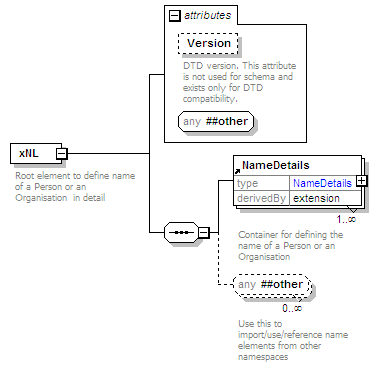 attributes
Version
DTD version. This attribute
is not used for schema and
exists only for DTD
compatibility.
any ##other
xNL
Root element to define name
of a Person or an
Organisation in detail
NameDetails
type NameDetails
derivedBy extension
1..∞
Container for defining the
name of a Person or an
Organisation
any ##other
0..∞
Use this to
import/use/reference name
elements from other
namespaces